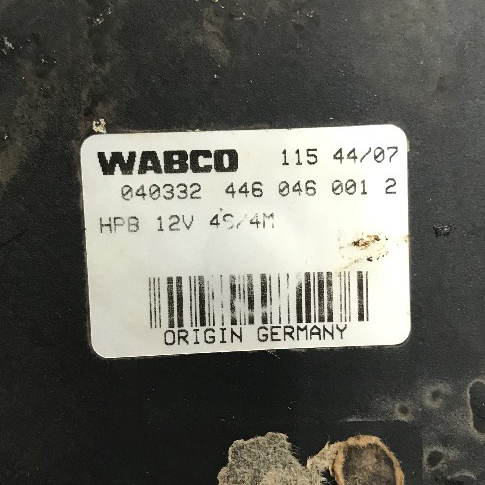 WABCO 115 44/07
040332 446 046 001 2
HPB 12V 4S/4M
ORIGIN GERMANY